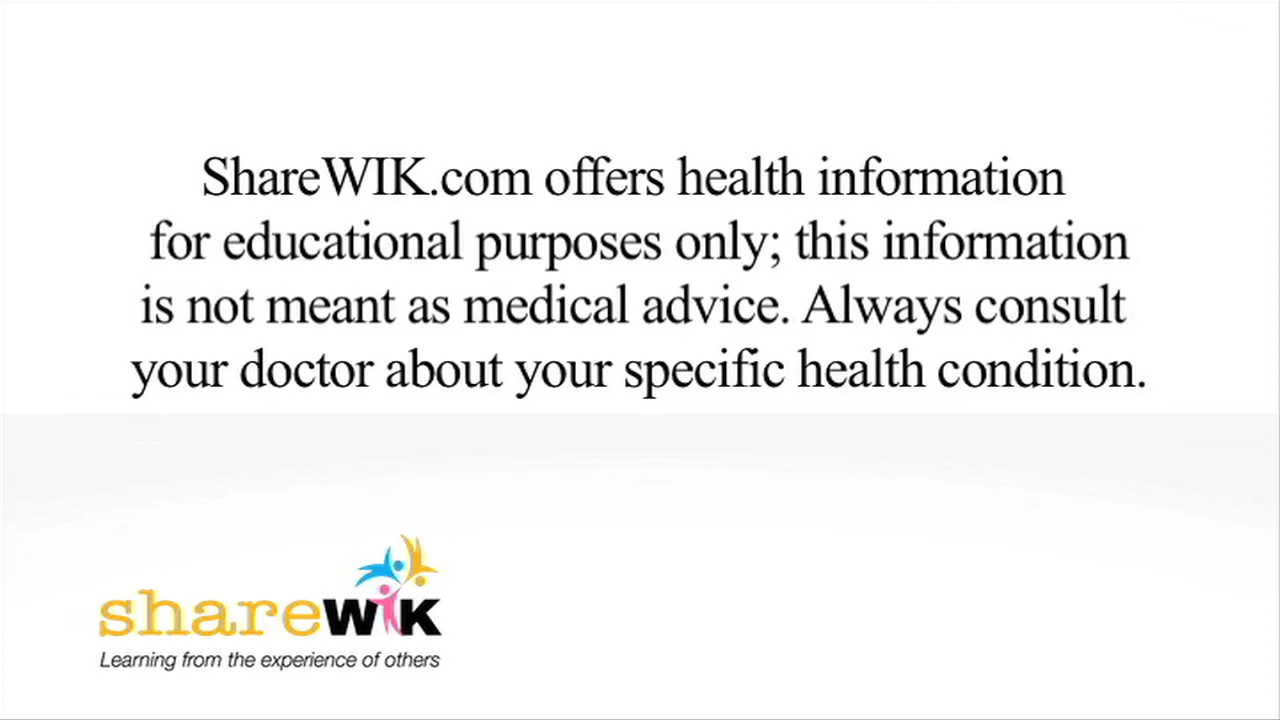 ShareWIK.com offers health information
for educational purposes only; this information
is not meant as medical advice. Always consult
your doctor about your specific health condition.
shareWiK
Learning from the experience of others